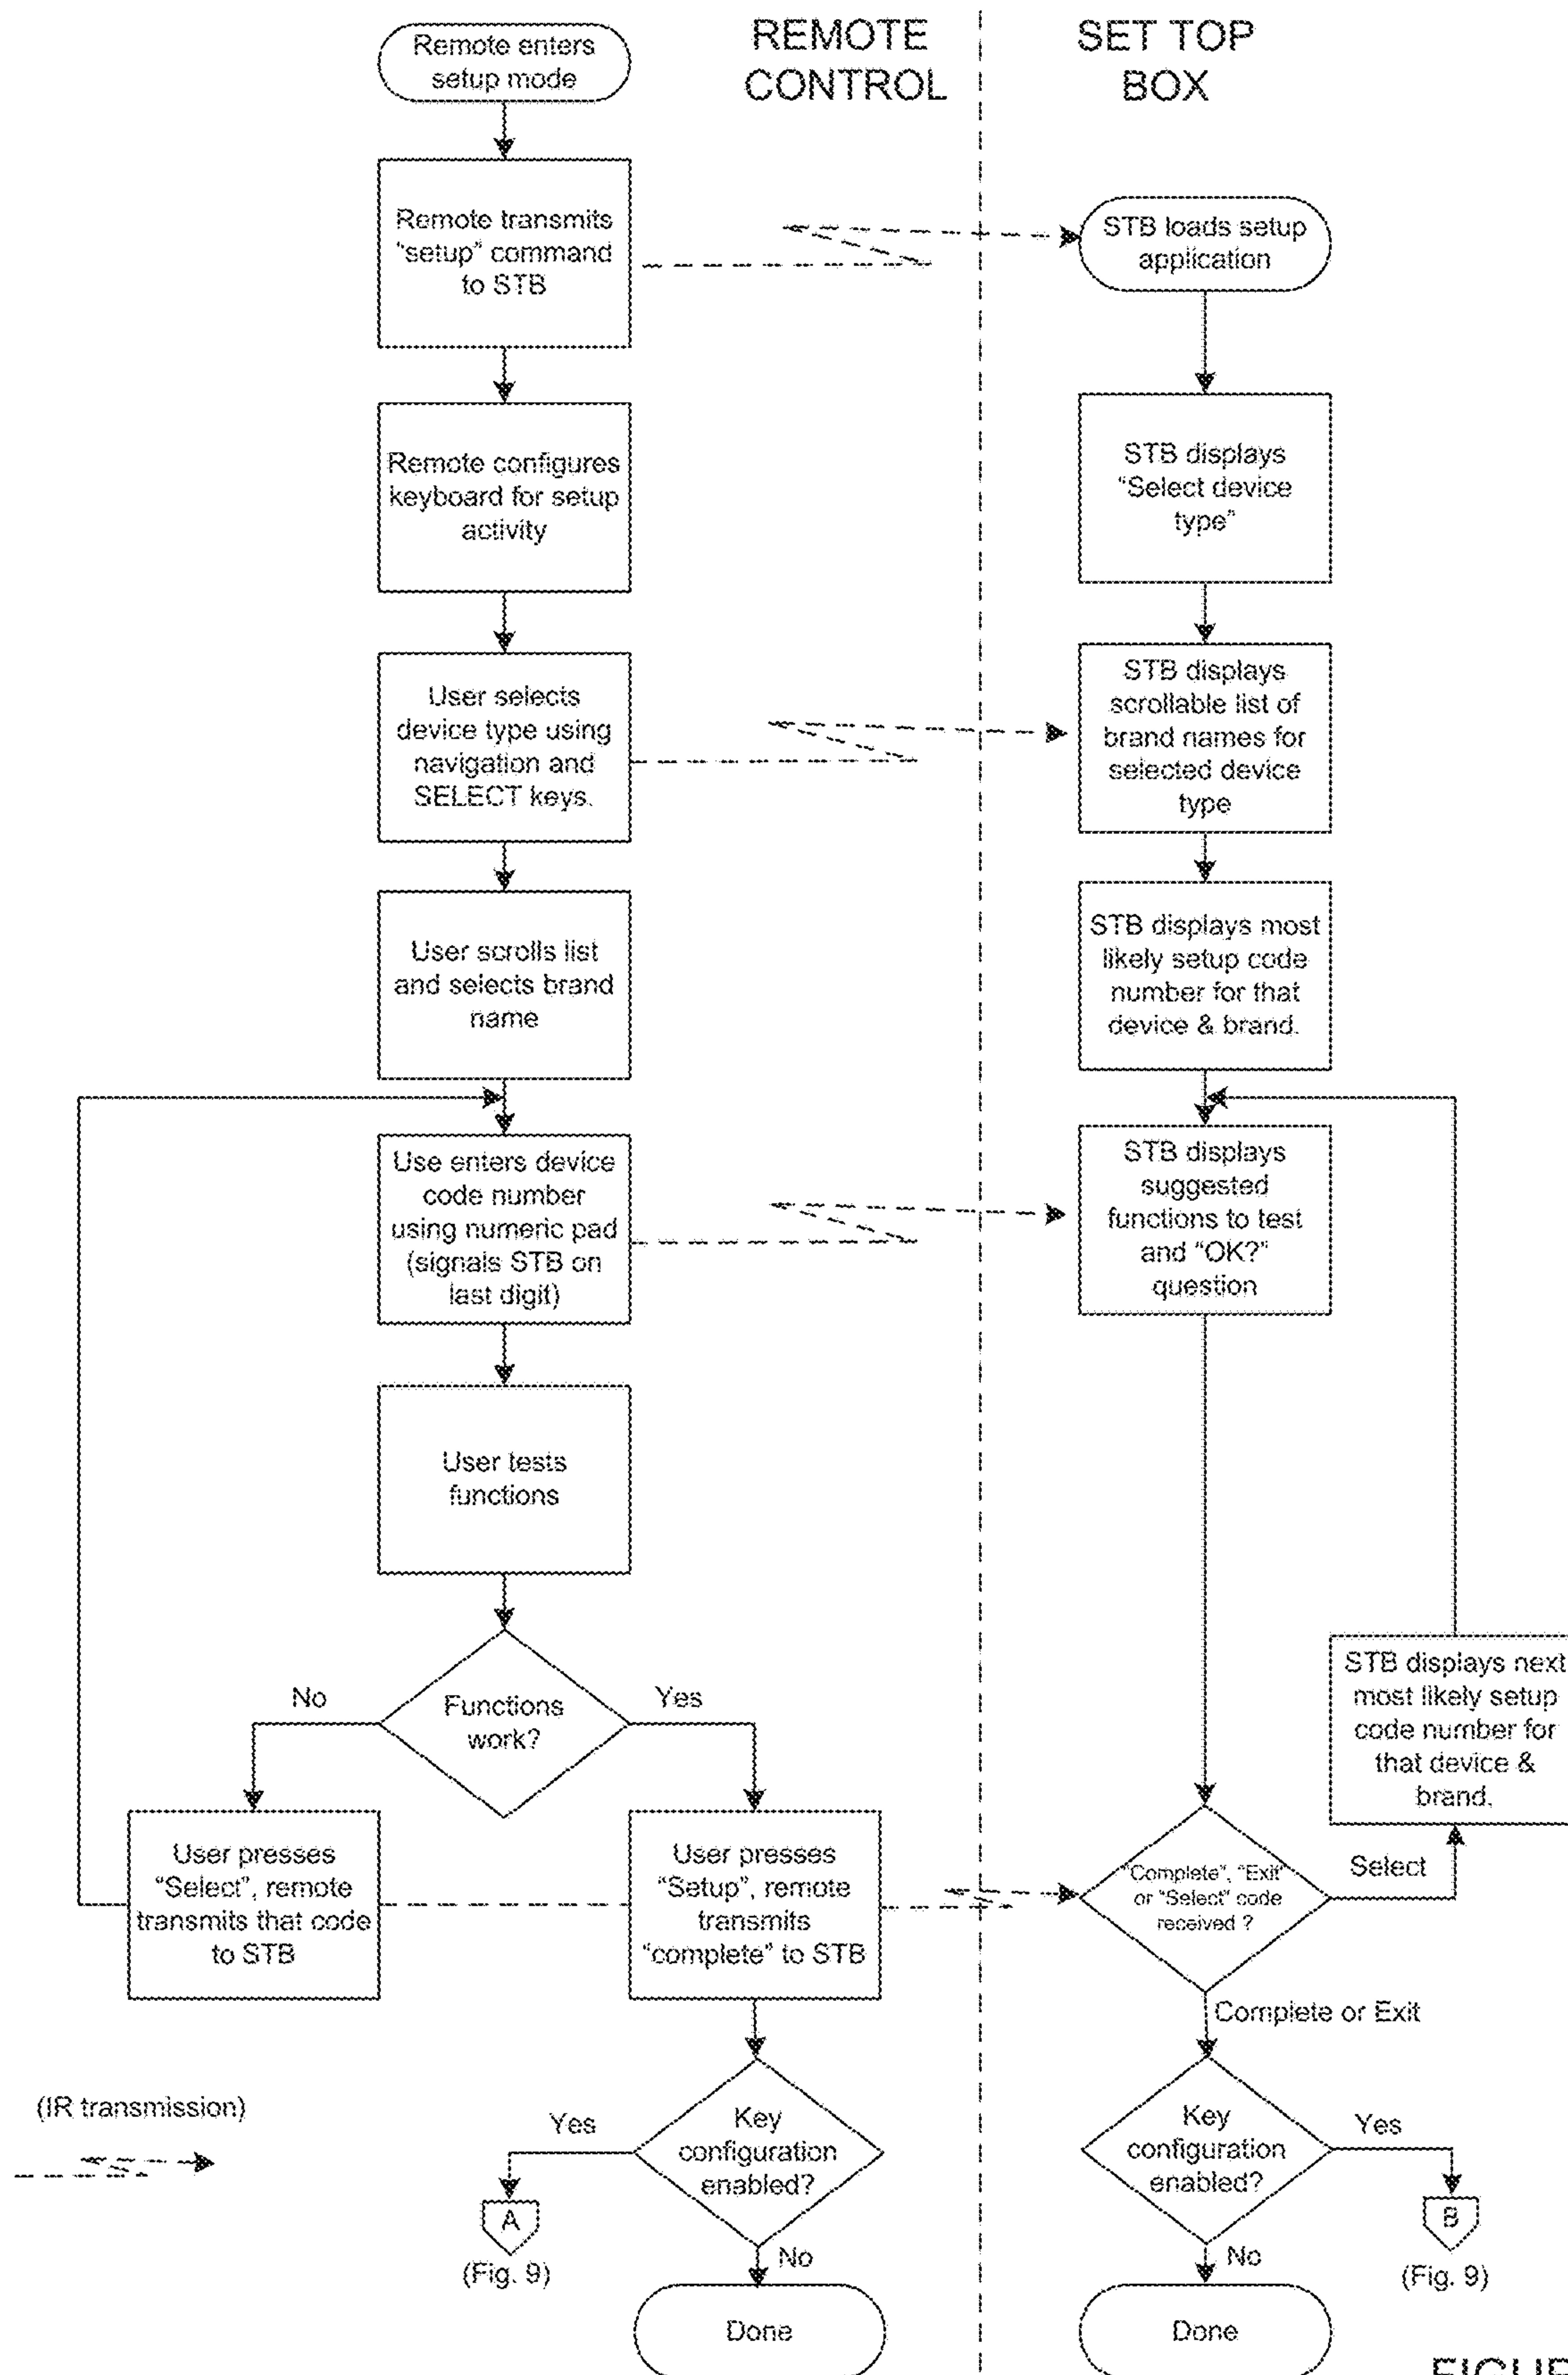 REMOTE
CONTROL
SET TOP
BOX
Remote enters
setup mode
Remote transmits
“setup” command
to STB
Remote configures
keyboard for setup
activity
User selects
device type using
navigation and
SELECT keys.
User scrolls list
and selects brand
name
Use enters device
code number
using numeric pad
(signals STB on
last digit)
User tests
functions
Functions
work?
No
Yes
User presses
“Select”, remote
transmits that code
to STB
User presses
“Setup”, remote
transmits
“complete” to STB
Key
configuration
enabled?
Yes
A
(Fig. 9)
No
Done
(IR transmission)
STB loads setup
application
STB displays
“Select device
type”
STB displays
scrollable list of
brand names for
selected device
type
STB displays most
likely setup code
number for that
device & brand.
STB displays
suggested
functions to test
and “OK?”
question
STB displays next
most likely setup
code number for
that device &
brand.
“Complete”, “Exit”
or “Select” code
received ?
Select
Complete or Exit
Key
configuration
enabled?
Yes
B
(Fig. 9)
No
Done